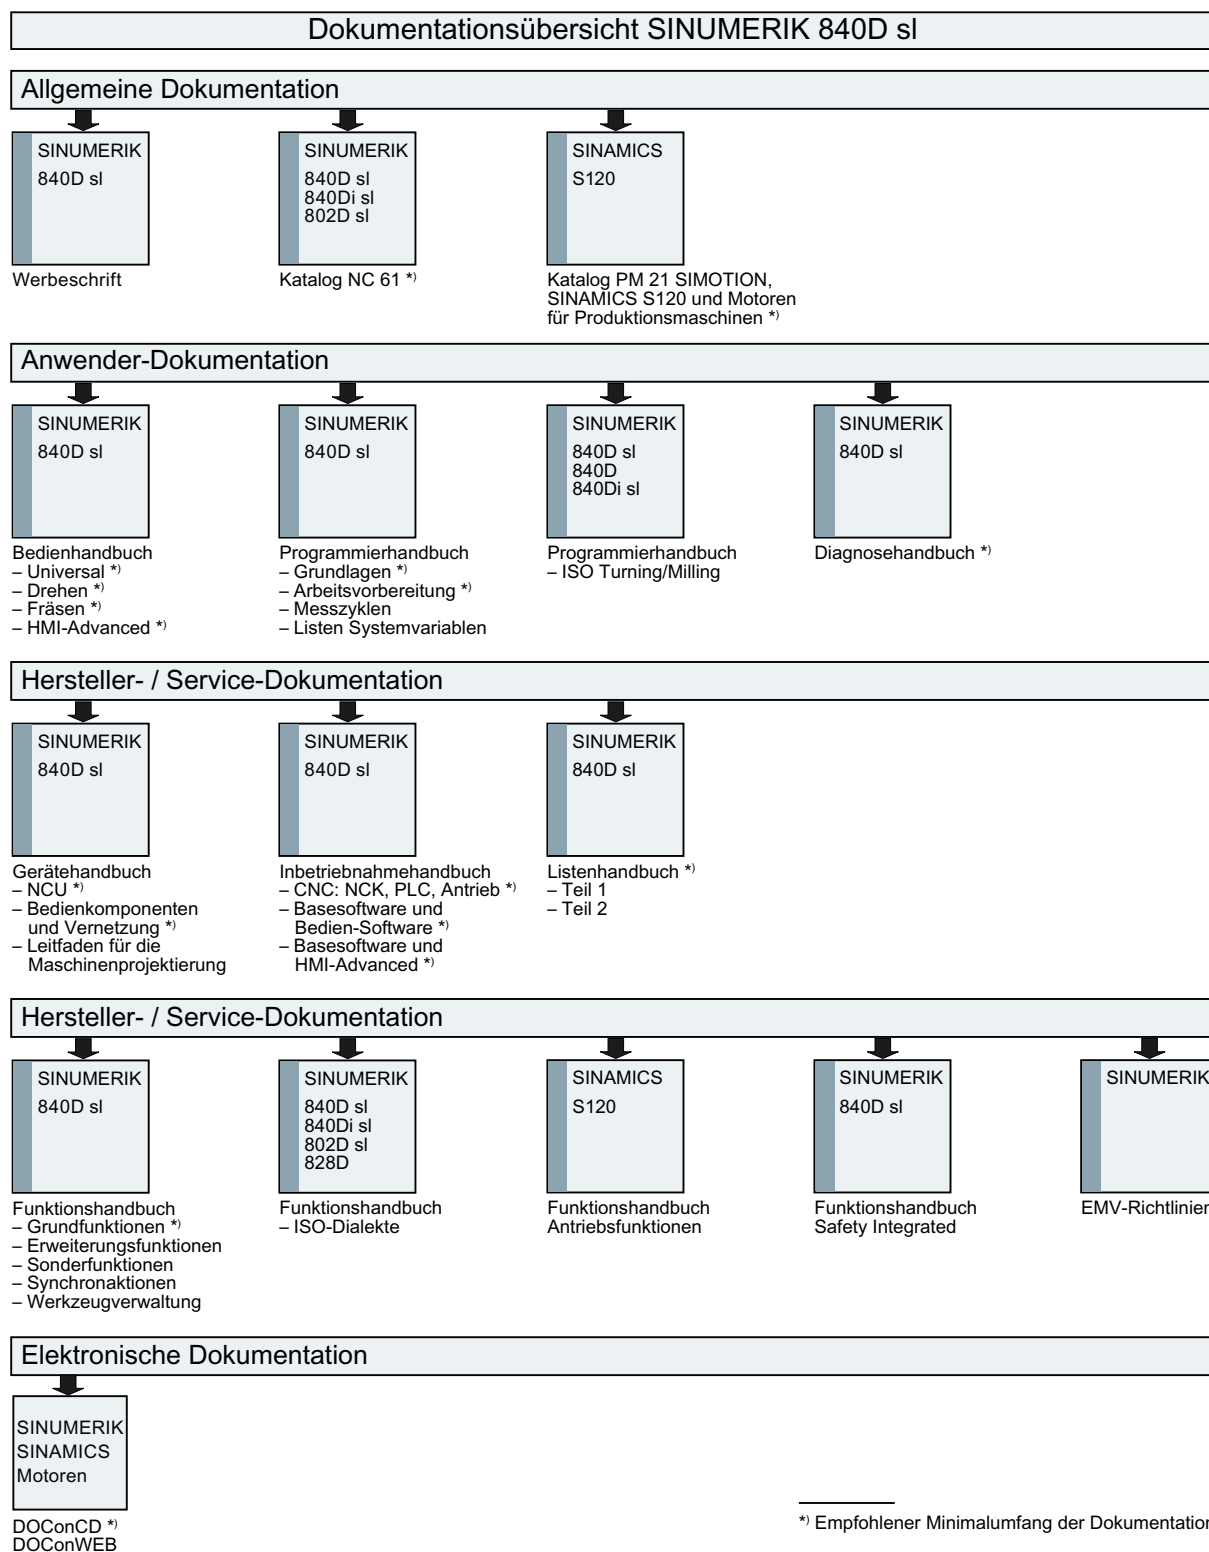 Dokumentationsübersicht SINUMERIK 840D sl
Allgemeine Dokumentation
SINUMERIK
840D sl
Werbeschrift
SINUMERIK
840D sl
840Di sl
802D sl
Katalog NC 61 *)
SINAMICS
S120
Katalog PM 21 SIMOTION,
SINAMICS S120 und Motoren
für Produktionsmaschinen *)
Anwender-Dokumentation
SINUMERIK
840D sl
Bedienhandbuch
– Universal *)
– Drehen *)
– Fräsen *)
– HMI-Advanced *)
SINUMERIK
840D sl
Programmierhandbuch
– Grundlagen *)
– Arbeitsvorbereitung *)
– Messzyklen
– Listen Systemvariablen
SINUMERIK
840D sl
840D
840Di sl
Programmierhandbuch
– ISO Turning/Milling
SINUMERIK
840D sl
Diagnosehandbuch *)
Hersteller- / Service-Dokumentation
SINUMERIK
840D sl
Gerätehandbuch
– NCU *)
– Bedienkomponenten
und Vernetzung *)
– Leitfaden für die
Maschinenprojektierung
SINUMERIK
840D sl
Inbetriebnahmehandbuch
– CNC: NCK, PLC, Antrieb *)
– Basesoftware und
Bedien-Software *)
– Basesoftware und
HMI-Advanced *)
SINUMERIK
840D sl
Listenhandbuch *)
– Teil 1
– Teil 2
Hersteller- / Service-Dokumentation
SINUMERIK
840D sl
Funktionshandbuch
– Grundfunktionen *)
– Erweiterungsfunktionen
– Sonderfunktionen
– Synchronaktionen
– Werkzeugverwaltung
SINUMERIK
840D sl
840Di sl
802D sl
828D
Funktionshandbuch
– ISO-Dialekte
SINAMICS
S120
Funktionshandbuch
Antriebsfunktionen
SINUMERIK
840D sl
Funktionshandbuch
Safety Integrated
SINUMERIK
EMV-Richtlinien
Elektronische Dokumentation
SINUMERIK
SINAMICS
Motoren
DOConCD *)
DOConWEB
*) Empfohlener Minimalumfang der Dokumentation